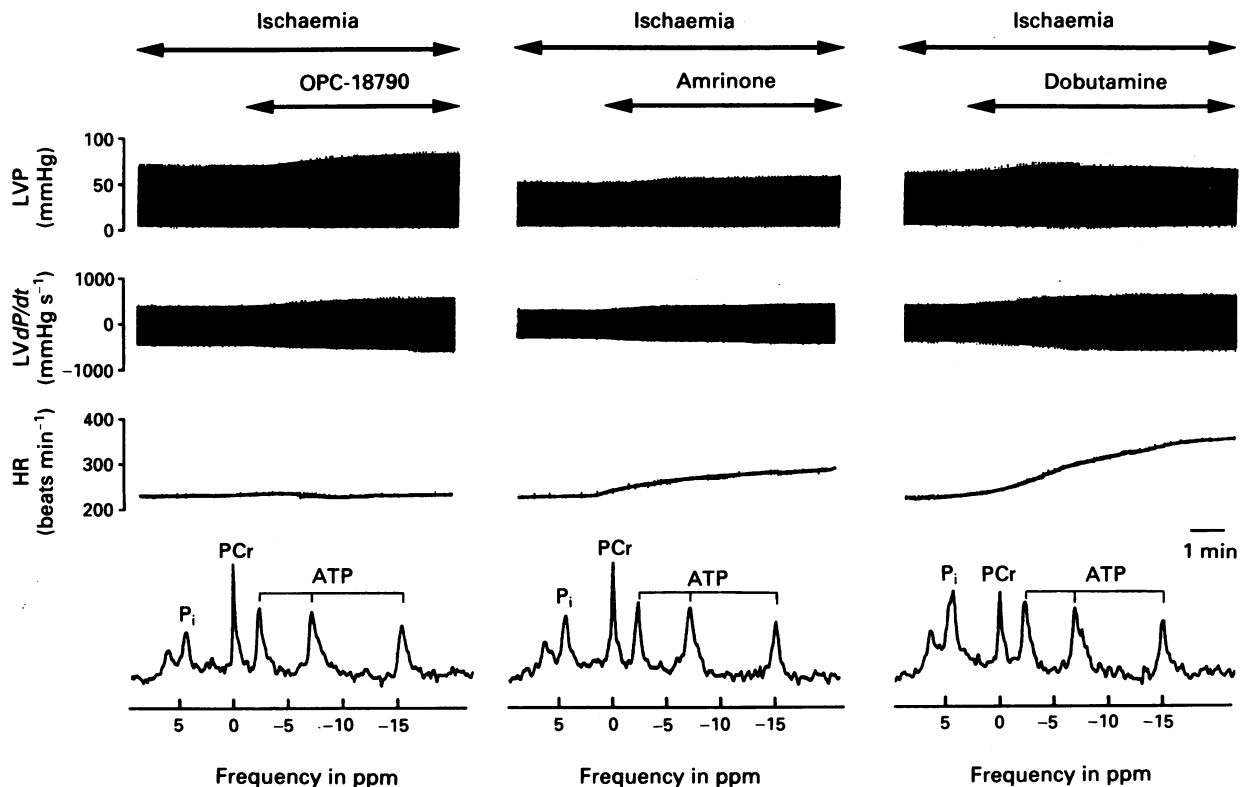 Ischaemia Ischaemia Ischaemia
OPC-18790 Amrinone Dobutamine
LVP
(mmHg)
100
50
0
LVdP/dt
(mmHg s⁻¹)
1000
0
−1000
HR
(beats min⁻¹)
400
300
200
1 min
Pi PCr ATP
Pi PCr ATP
Pi PCr ATP
5 0 −5 −10 −15
5 0 −5 −10 −15
5 0 −5 −10 −15
Frequency in ppm Frequency in ppm Frequency in ppm